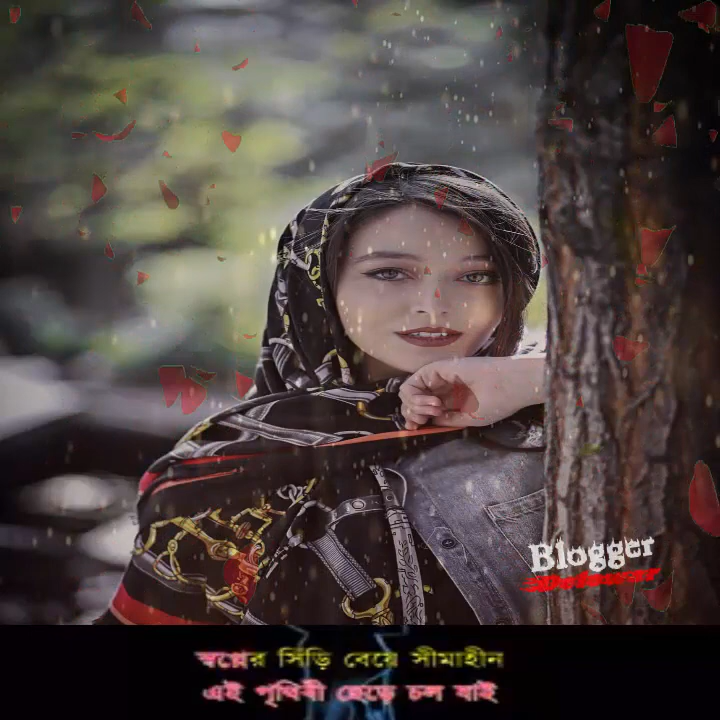 Blogger
স্বপ্নের সিঁড়ি বেয়ে সীমাহীন
এই পৃথিবী ছেড়ে চল যাই